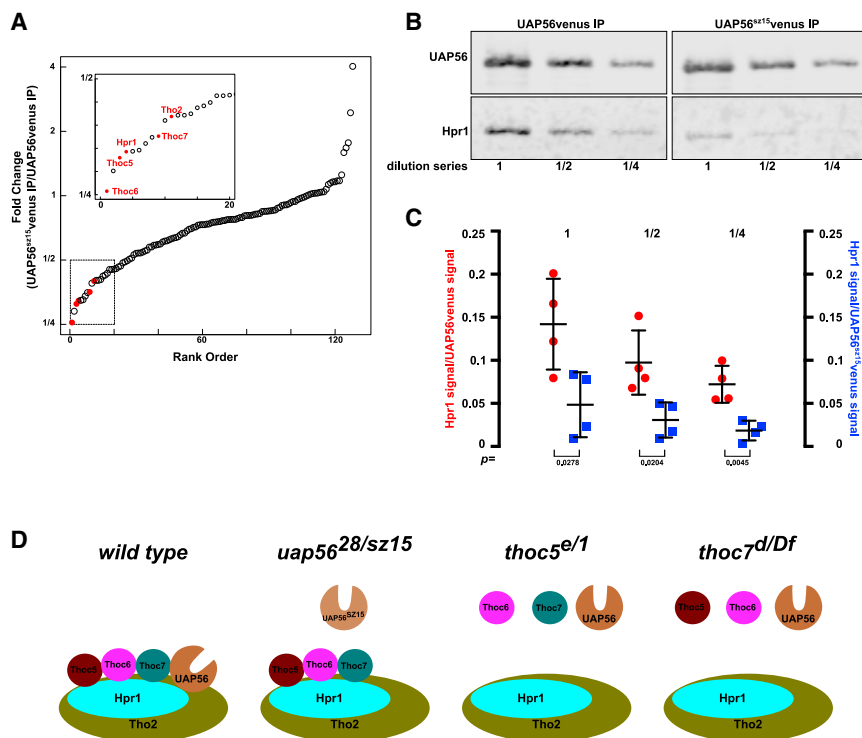 A
Fold Change
(UAP56sz15venus IP/UAP56venus IP)
4
2
1
1/2
1/4
0
60
120
Rank Order
1/2
1/4
0
20
Tho2
Hpr1
Thoc7
Thoc5
Thoc6
B
UAP56venus IP
UAP56sz15venus IP
UAP56
Hpr1
dilution series
1
1/2
1/4
1
1/2
1/4
C
Hpr1 signal/UAP56venus signal
0.25
0.2
0.15
0.1
0.05
0
1
1/2
1/4
0.25
0.2
0.15
0.1
0.05
0
Hpr1 signal/UAP56sz15venus signal
p=
0.0278
0.0204
0.0045
D
wild type
uap56 28/sz15
thoc5 e/1
thoc7 d/Df
Thoc5
Thoc6
Thoc7
UAP56
Hpr1
Tho2
UAP56SZ15
Thoc5
Thoc6
Thoc7
Hpr1
Tho2
Thoc6
Thoc7
UAP56
Hpr1
Tho2
Thoc5
Thoc6
UAP56
Hpr1
Tho2